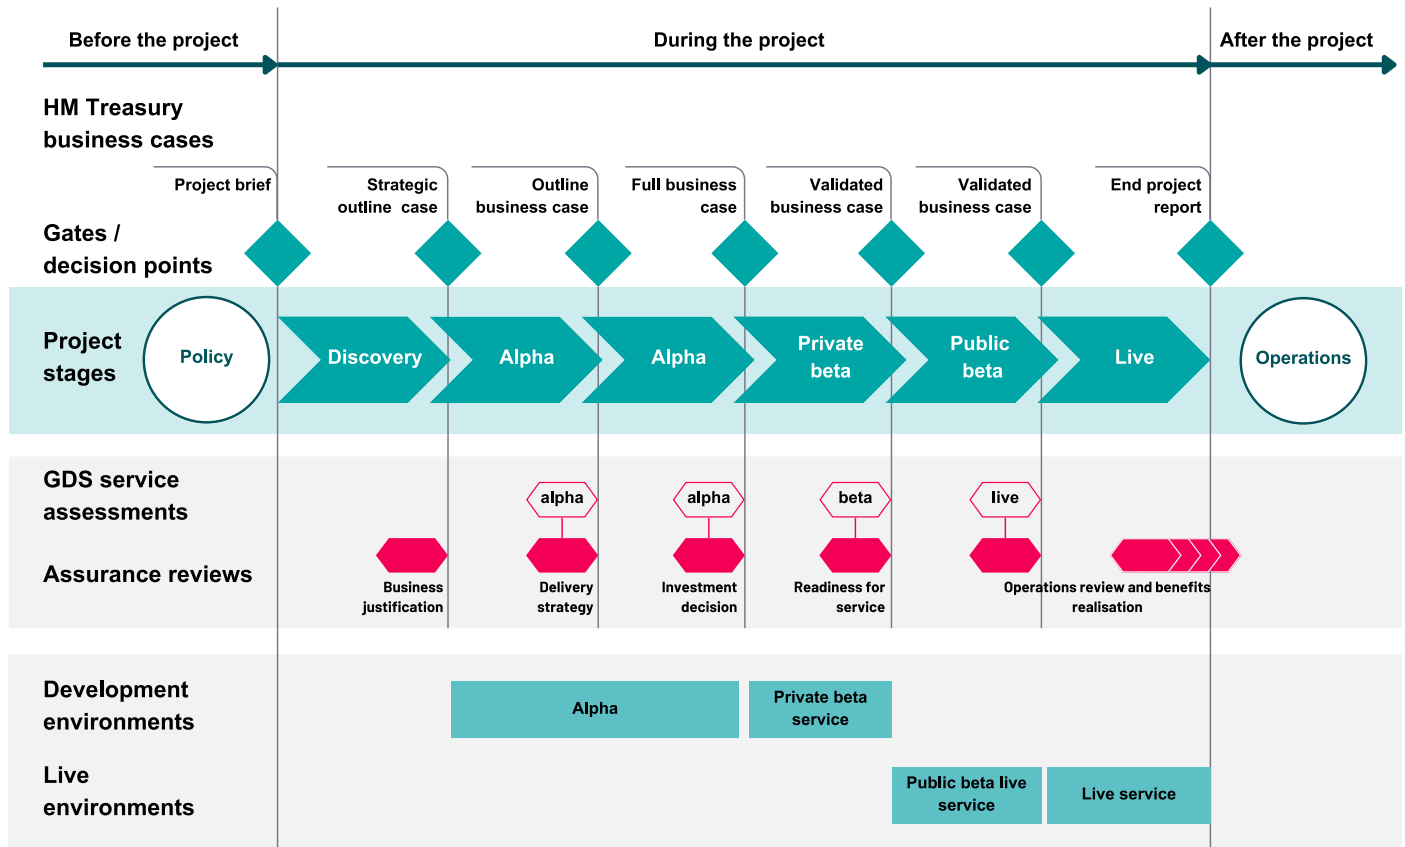 Before the project
During the project
After the project
HM Treasury
business cases
Project brief
Strategic
outline case
Outline
business case
Full business
case
Validated
business case
Validated
business case
End project
report
Gates /
decision points
Project
stages
Policy
Discovery
Alpha
Alpha
Private
beta
Public
beta
Live
Operations
GDS service
assessments
alpha
alpha
beta
live
Assurance reviews
Business
justification
Delivery
strategy
Investment
decision
Readiness for
service
Operations review and benefits
realisation
Development
environments
Alpha
Private beta
service
Live
environments
Public beta live
service
Live service